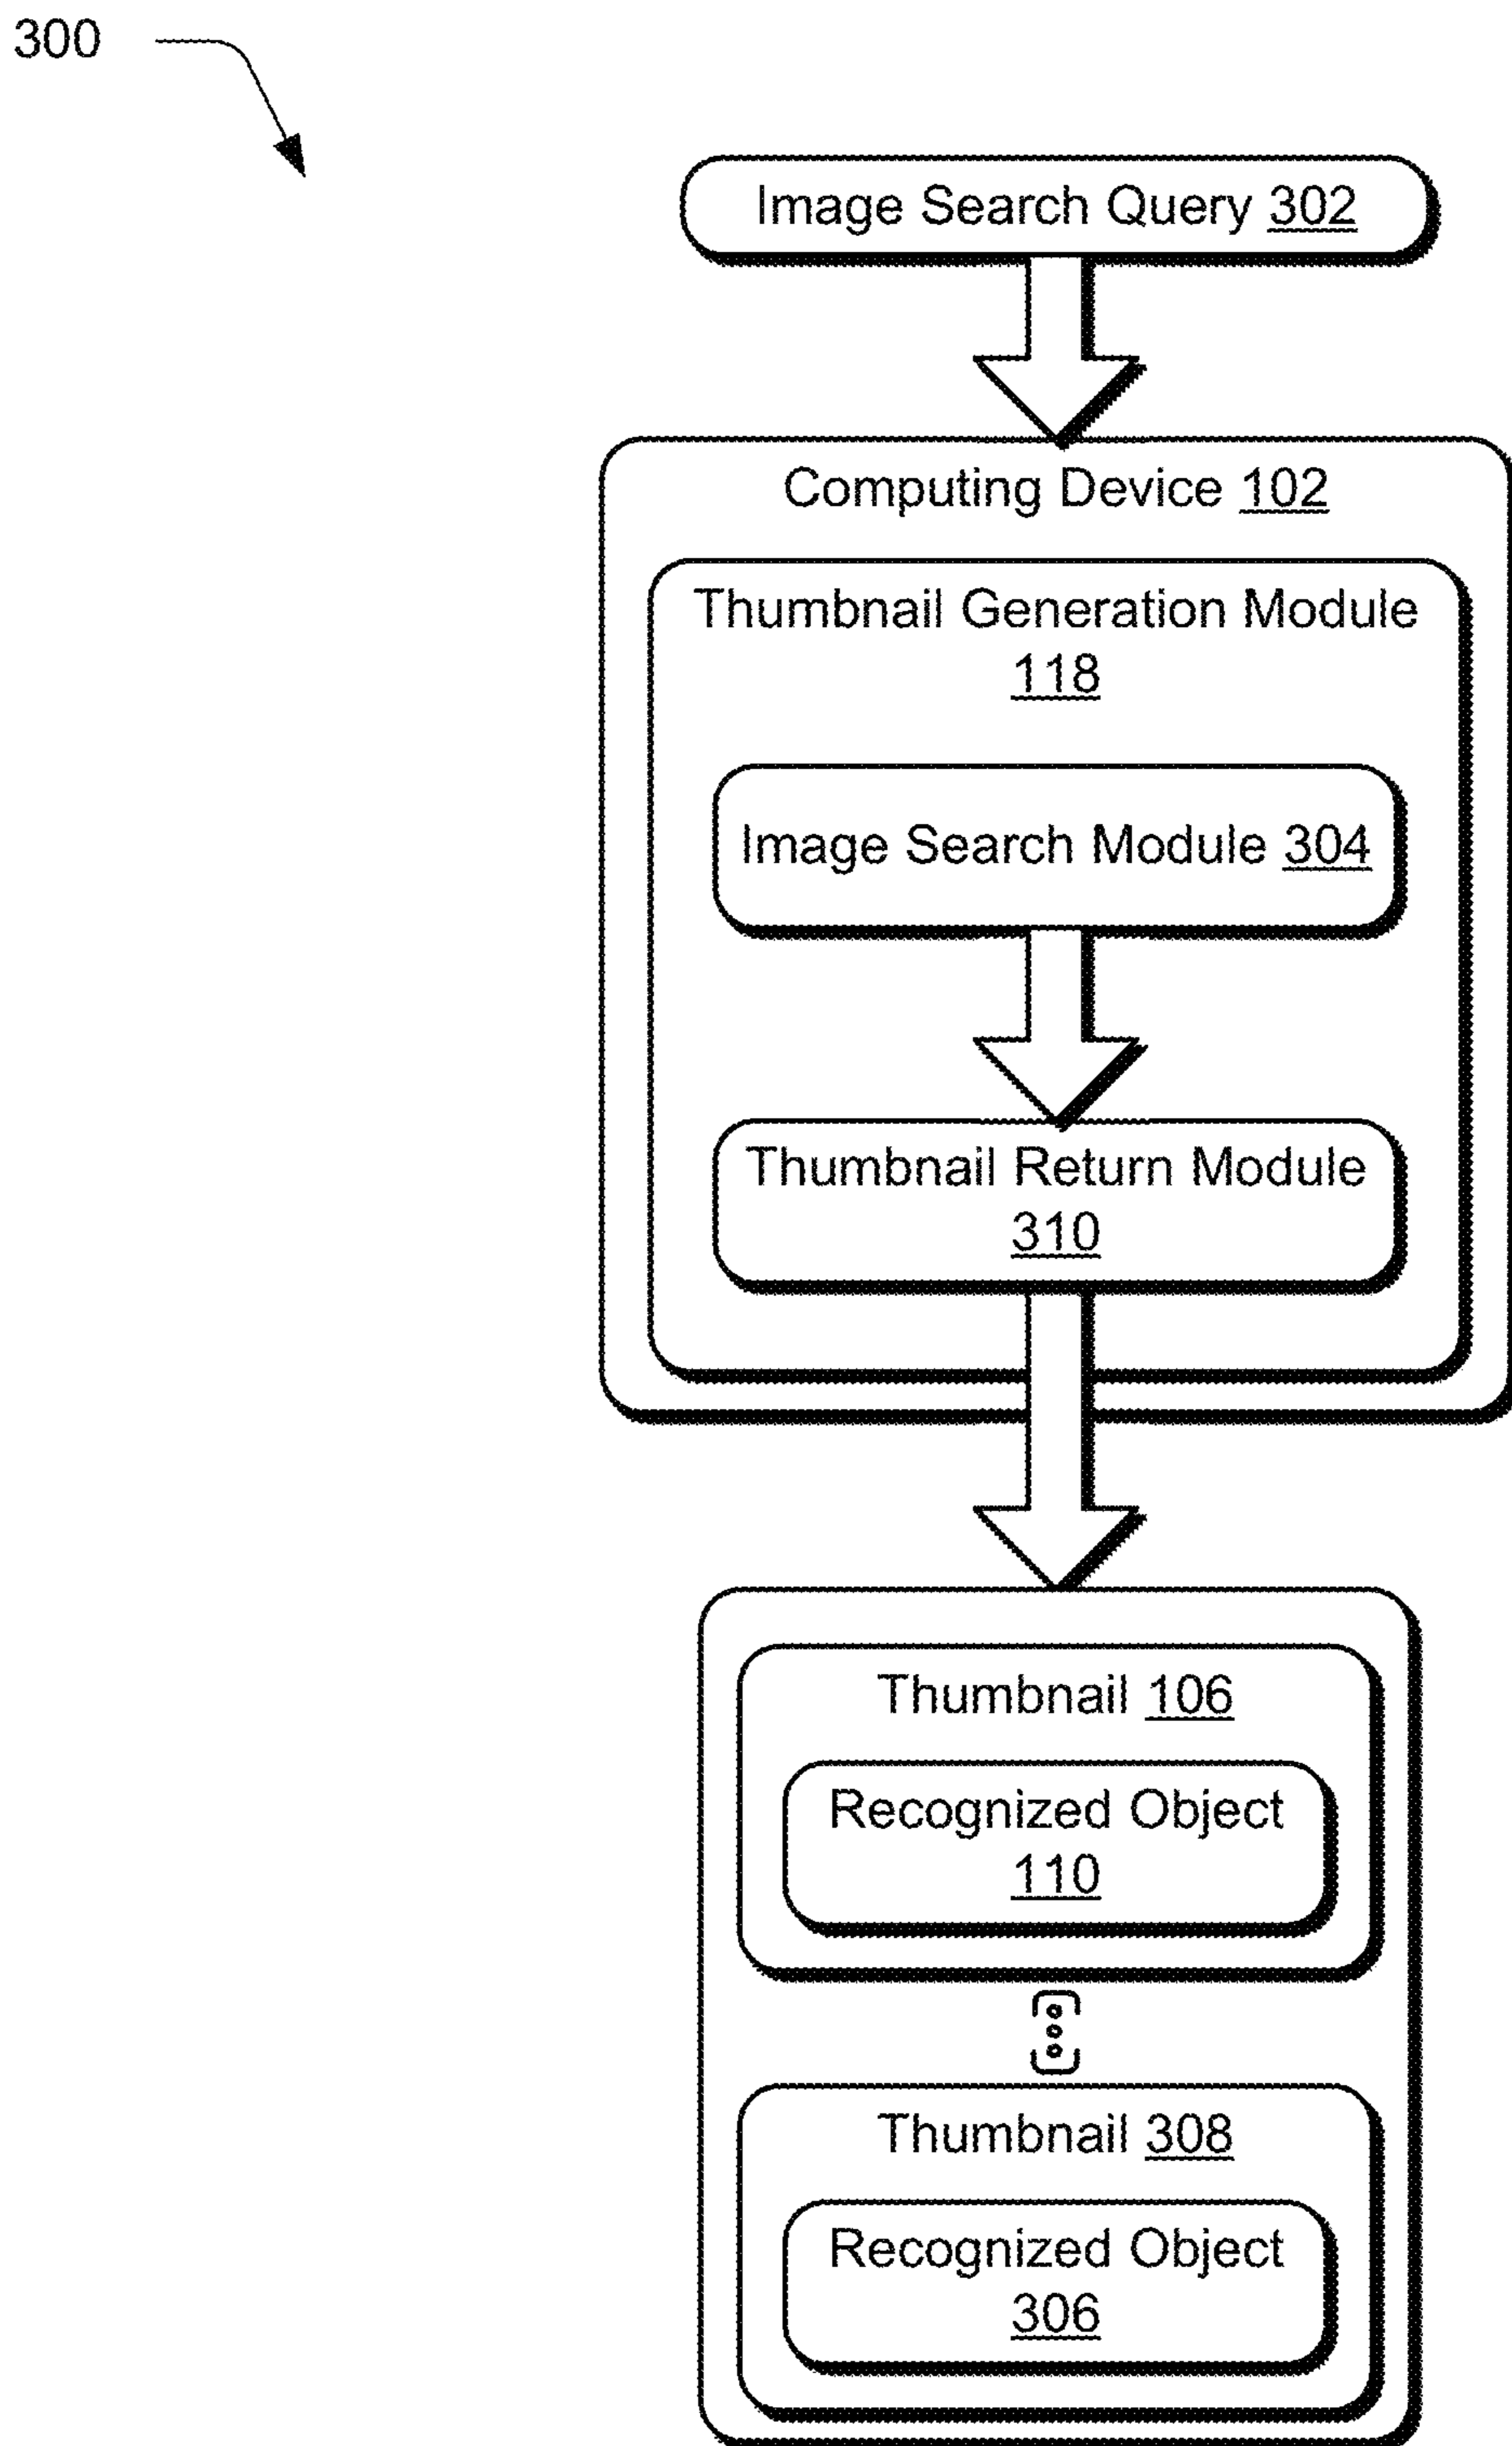 300
Image Search Query 302
Computing Device 102
Thumbnail Generation Module
118
Image Search Module 304
Thumbnail Return Module
310
Thumbnail 106
Recognized Object
110
Thumbnail 308
Recognized Object
306